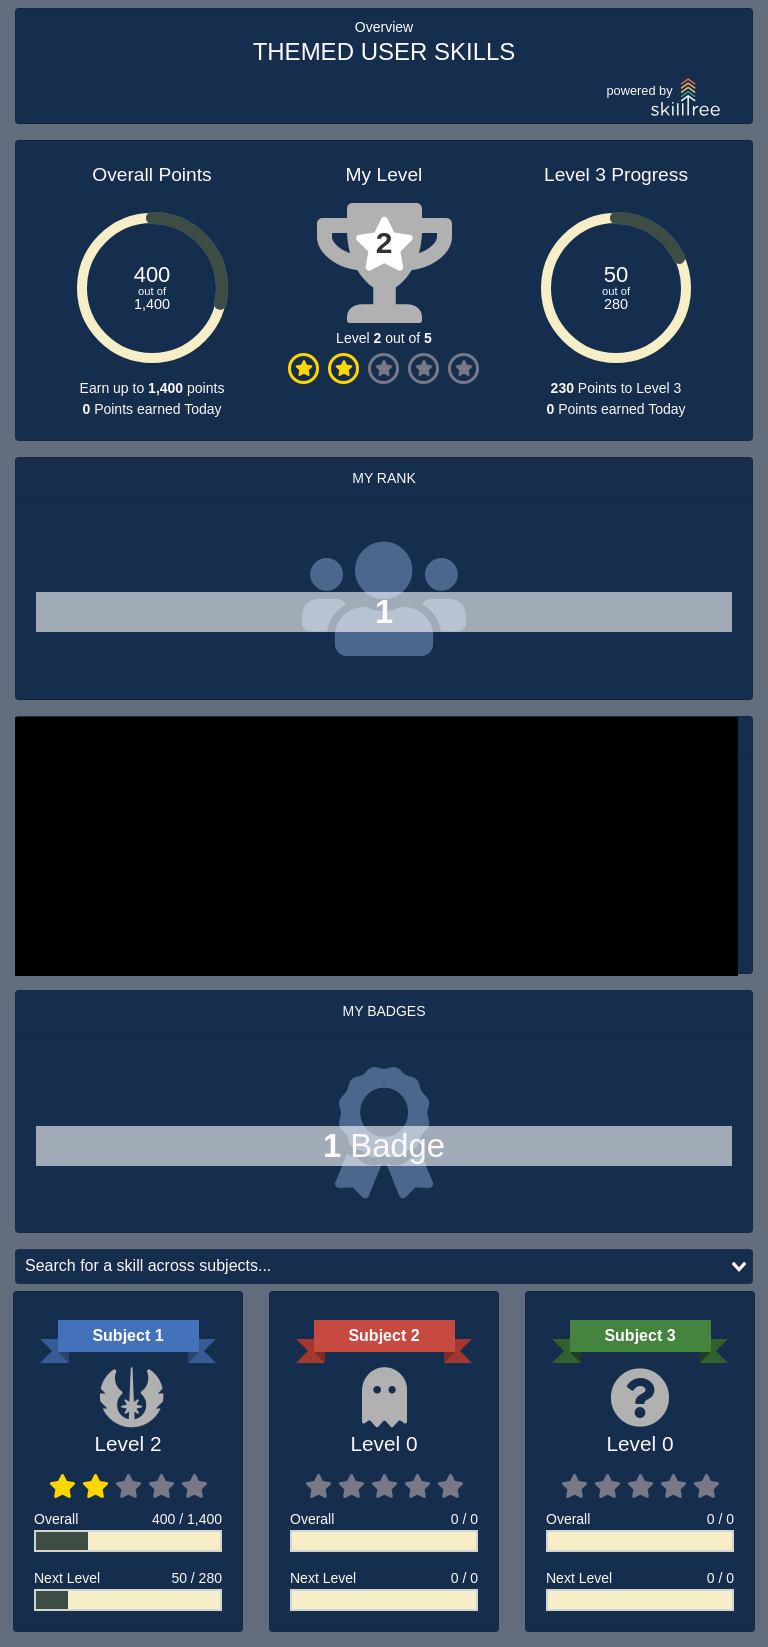 Overview
THEMED USER SKILLS
powered by
skilltree
Overall Points
400
out of
1,400
Earn up to 1,400 points
0 Points earned Today
My Level
2
Level 2 out of 5
Level 3 Progress
50
out of
280
230 Points to Level 3
0 Points earned Today
MY RANK
1
MY BADGES
1 Badge
Search for a skill across subjects...
Subject 1
Level 2
Overall 400 / 1,400
Next Level 50 / 280
Subject 2
Level 0
Overall 0 / 0
Next Level 0 / 0
Subject 3
Level 0
Overall 0 / 0
Next Level 0 / 0